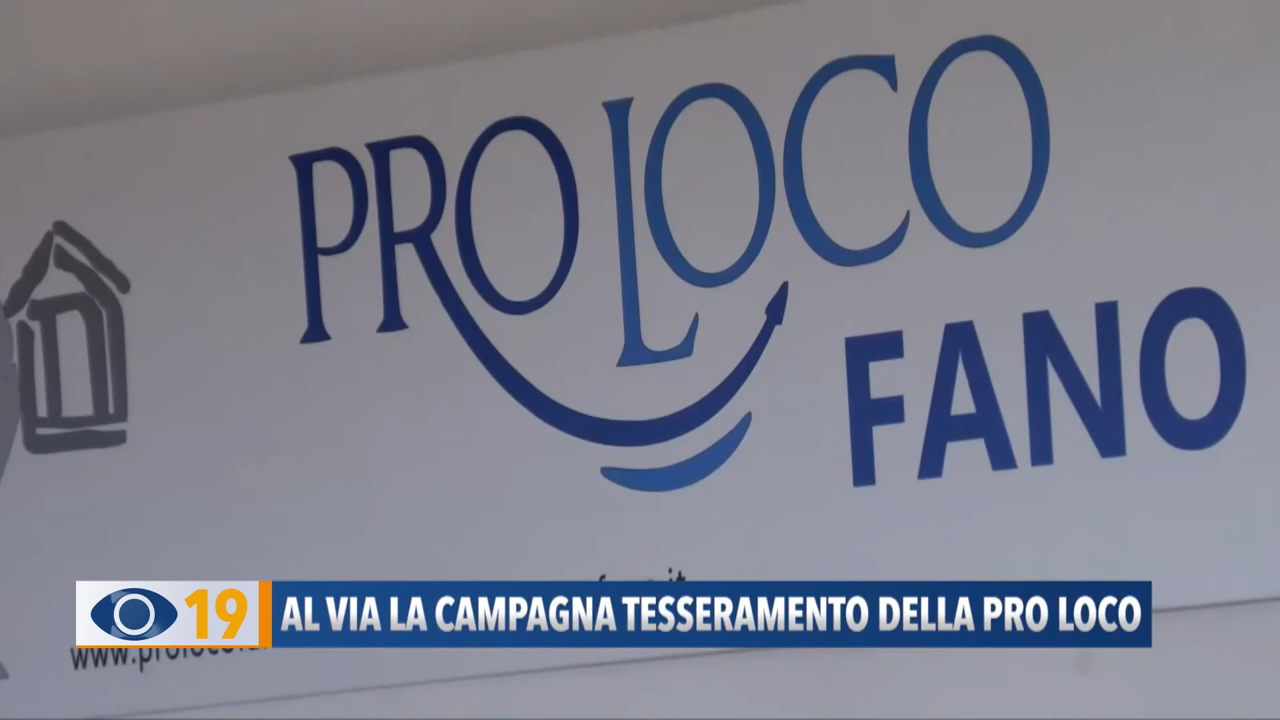 PRO LOCO
FANO
19 AL VIA LA CAMPAGNA TESSERAMENTO DELLA PRO LOCO